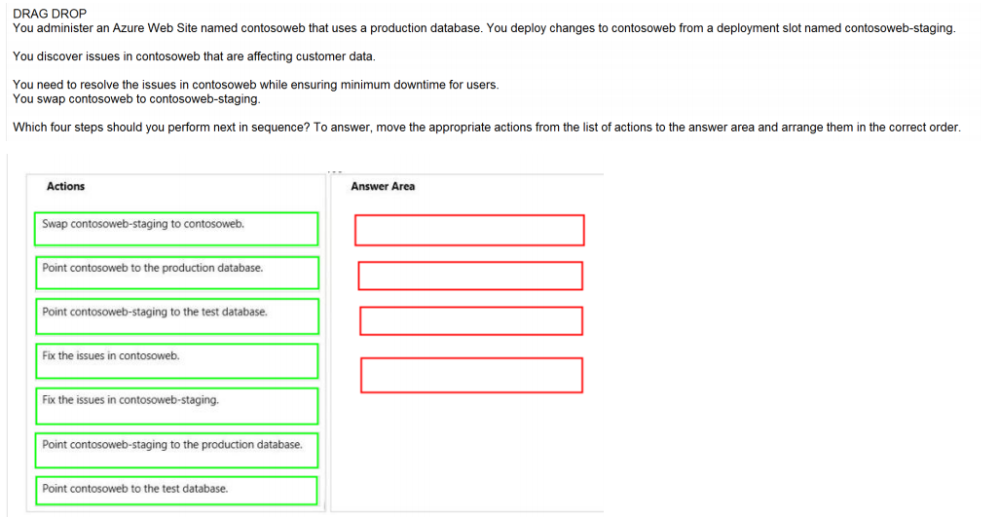 DRAG DROP
You administer an Azure Web Site named contosoweb that uses a production database. You deploy changes to contosoweb from a deployment slot named contosoweb-staging.
You discover issues in contosoweb that are affecting customer data.
You need to resolve the issues in contosoweb while ensuring minimum downtime for users.
You swap contosoweb to contosoweb-staging.
Which four steps should you perform next in sequence? To answer, move the appropriate actions from the list of actions to the answer area and arrange them in the correct order.
Actions
Swap contosoweb-staging to contosoweb.
Point contosoweb to the production database.
Point contosoweb-staging to the test database.
Fix the issues in contosoweb.
Fix the issues in contosoweb-staging.
Point contosoweb-staging to the production database.
Point contosoweb to the test database.
Answer Area